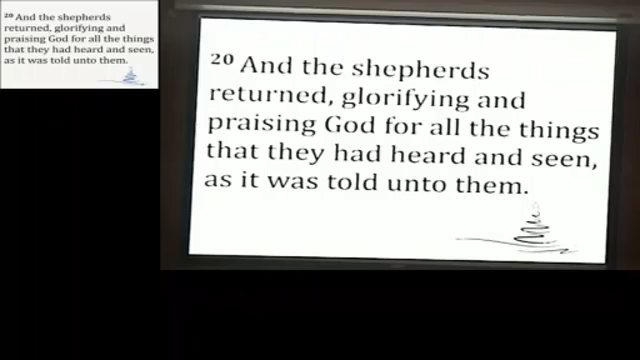 20 And the shepherds
returned, glorifying and
praising God for all the things
that they had heard and seen,
as it was told unto them.
20 And the shepherds
returned, glorifying and
praising God for all the things
that they had heard and seen,
as it was told unto them.